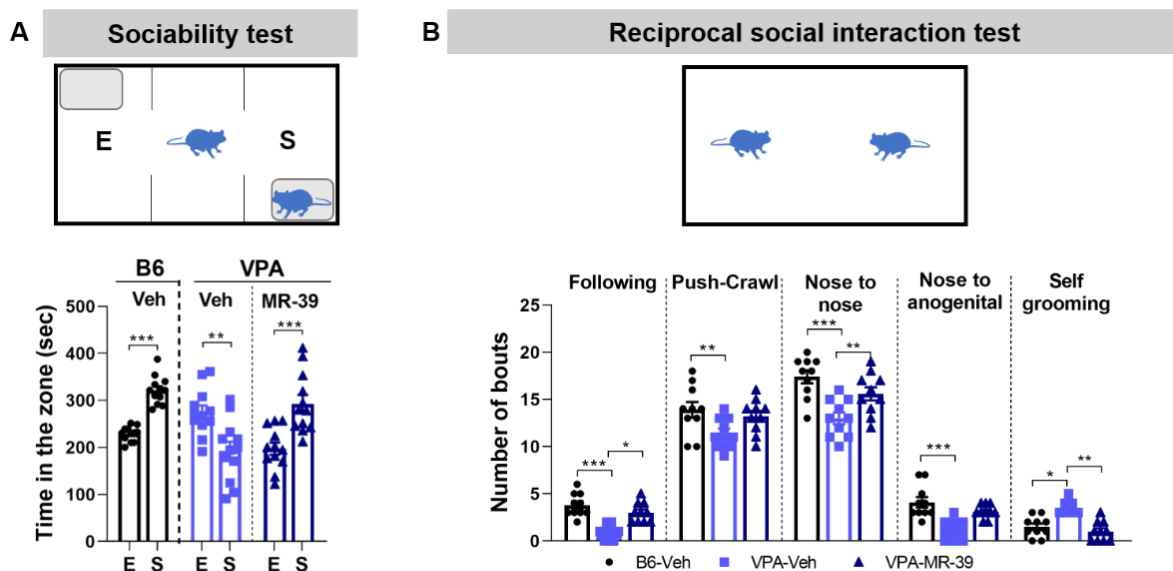 A
Sociability test
E
S
B6
VPA
Veh
Veh
MR-39
***
**
***
Time in the zone (sec)
500
400
300
200
100
0
E S E S E S
B
Reciprocal social interaction test
Following
Push-Crawl
Nose to
nose
Nose to
anogenital
Self
grooming
Number of bouts
25
20
15
10
5
0
***
*
**
***
**
***
*
**
B6-Veh
VPA-Veh
VPA-MR-39